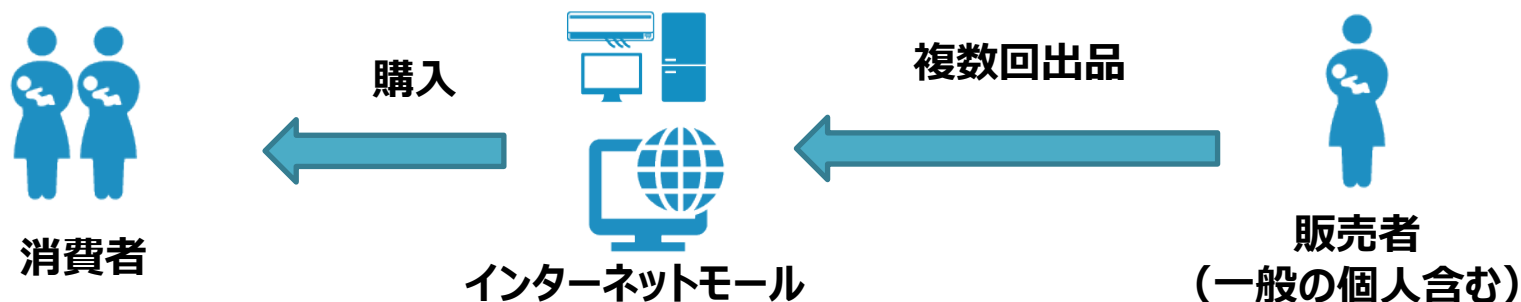 購入
複数回出品
消費者
インターネットモール
販売者
（一般の個人含む）